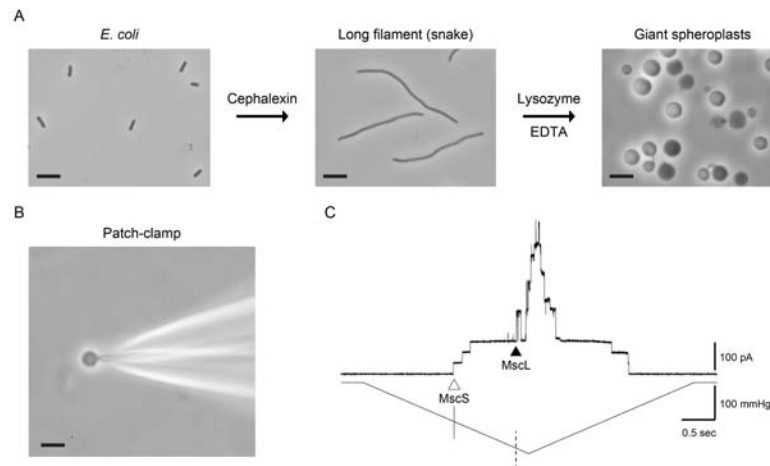 A
E. coli
Long filament (snake)
Giant spheroplasts
Cephalexin
Lysozyme
EDTA
B
Patch-clamp
C
MscL
MscS
100 pA
100 mmHg
0.5 sec